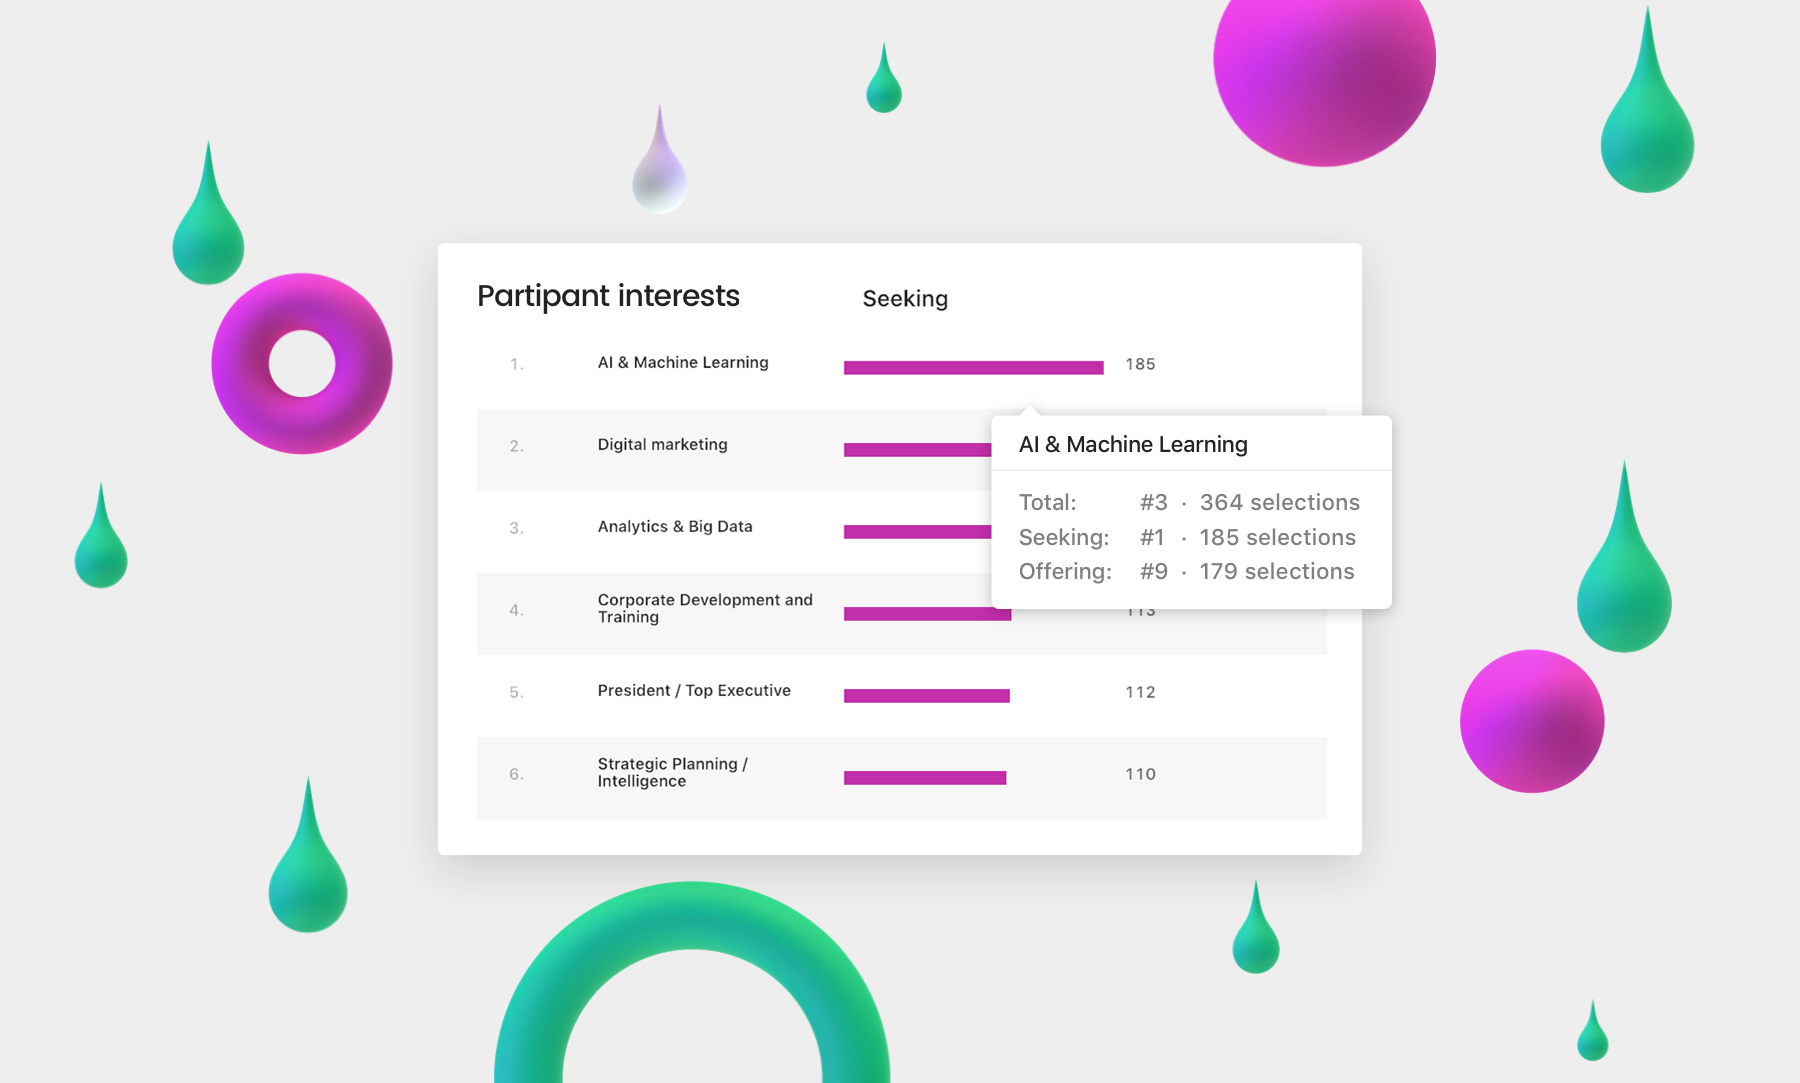 Partipant interests
Seeking
1. AI & Machine Learning 185
2. Digital marketing
3. Analytics & Big Data
4. Corporate Development and
Training
113
5. President / Top Executive 112
6. Strategic Planning /
Intelligence
110
AI & Machine Learning
Total: #3 · 364 selections
Seeking: #1 · 185 selections
Offering: #9 · 179 selections